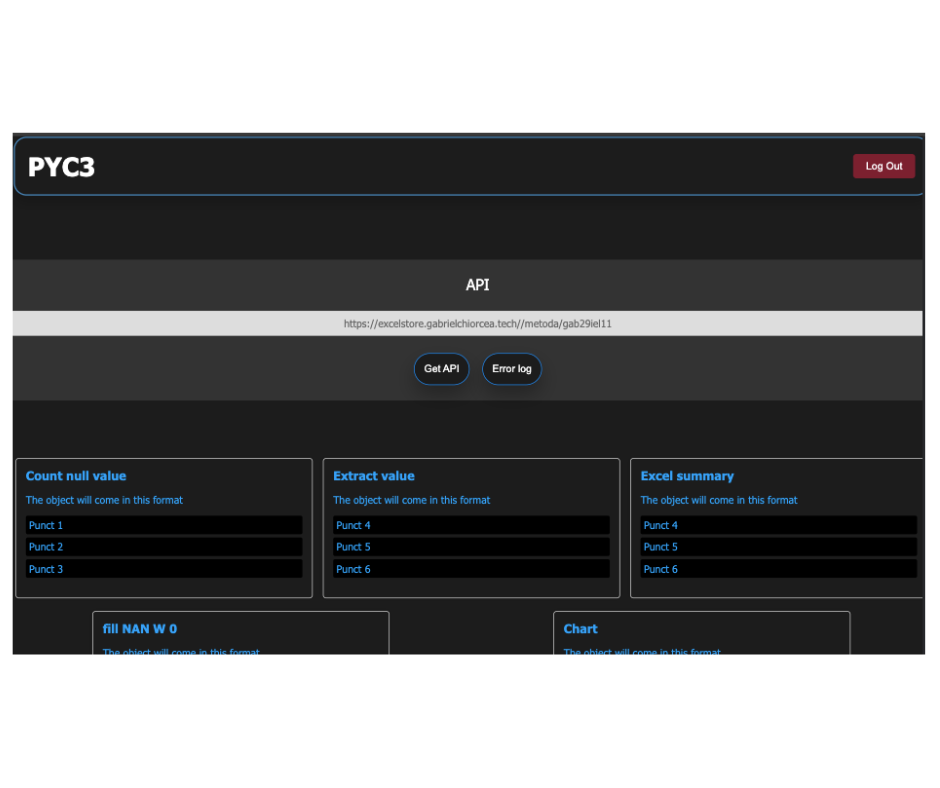 PYC3
Log Out
API
https://excelstore.gabrielchiorcea.tech//metoda/gab29iel11
Get API
Error log
Count null value
The object will come in this format
Punct 1
Punct 2
Punct 3
Extract value
The object will come in this format
Punct 4
Punct 5
Punct 6
Excel summary
The object will come in this format
Punct 4
Punct 5
Punct 6
fill NAN W 0
The object will come in this format
Chart
The object will come in this format